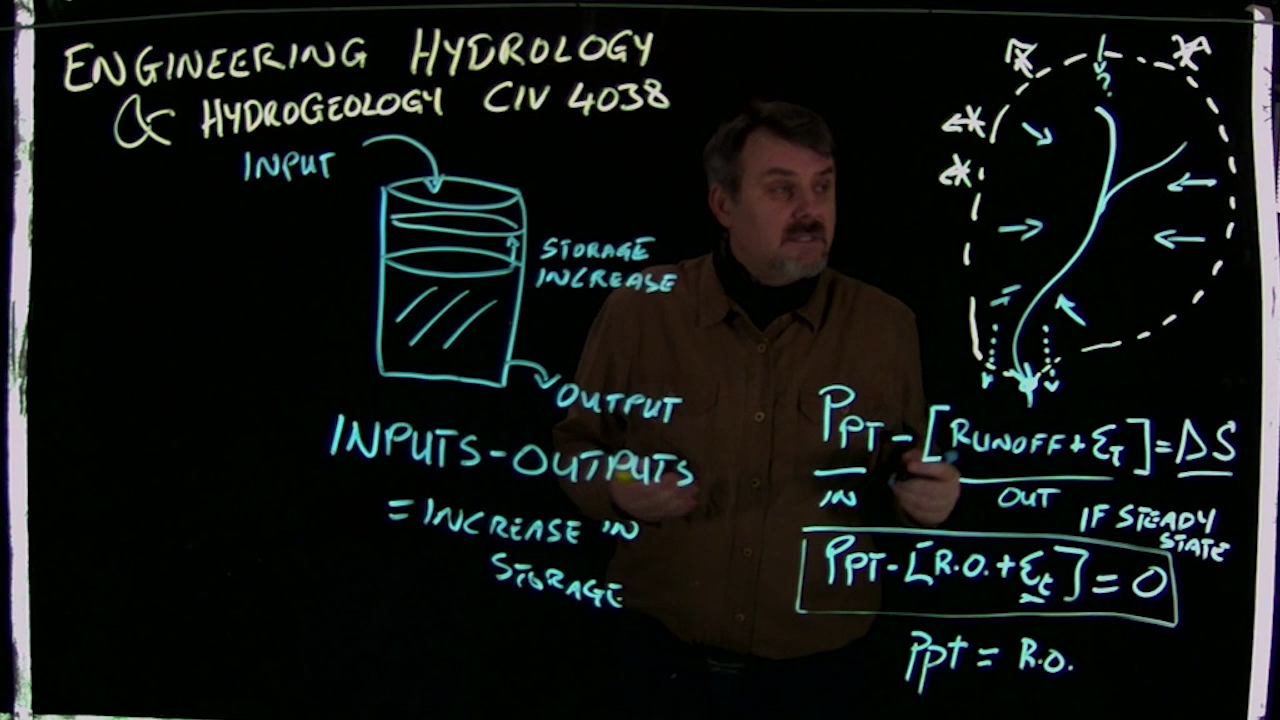 ENGINEERING HYDROLOGY
& HYDROGEOLOGY CIV 4038
INPUT
STORAGE
INCREASE
OUTPUT
INPUTS-OUTPUTS
= INCREASE IN
STORAGE
?
PPT - [RUNOFF + ET] = ΔS
IN
OUT
IF STEADY
STATE
PPT - [R.O. + Et] = 0
Ppt = R.O.